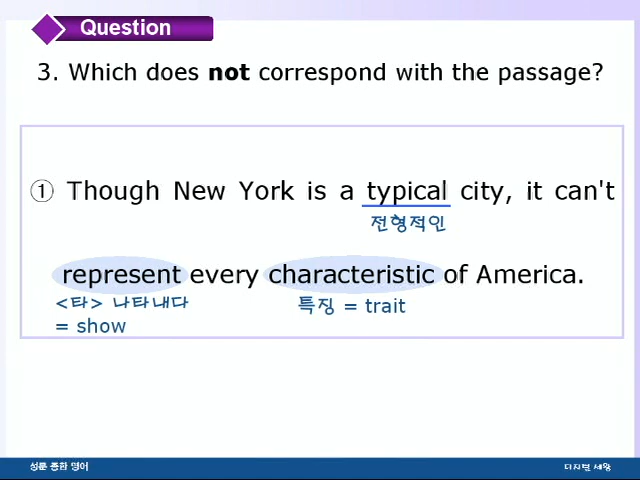 Question
3. Which does not correspond with the passage?
① Though New York is a typical city, it can't
전형적인
represent every characteristic of America.
<타> 나타내다 특징 = trait
= show
성문 종합 영어 디지털 세왕